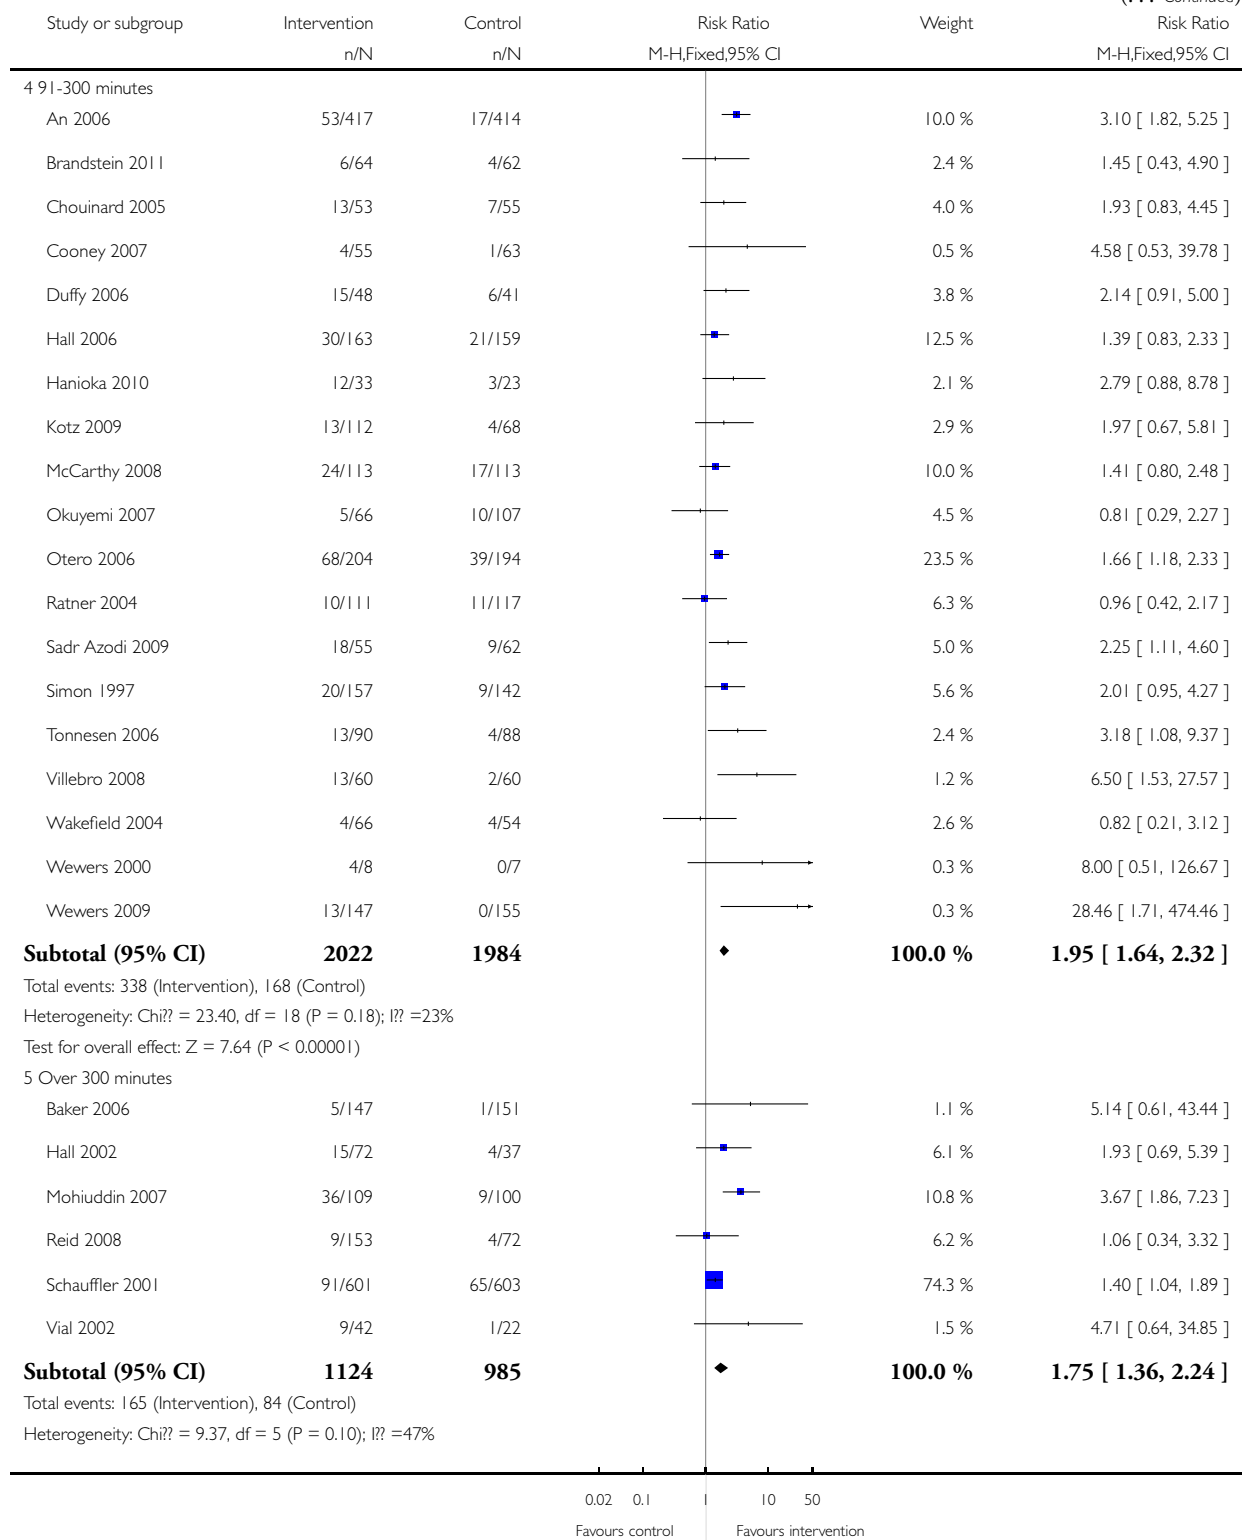 Continued)
Study or subgroup Intervention Control Risk Ratio Weight Risk Ratio
n/N n/N M-H,Fixed,95% CI M-H,Fixed,95% CI
4 91-300 minutes
An 2006 53/417 17/414 10.0 % 3.10 [ 1.82, 5.25 ]
Brandstein 2011 6/64 4/62 2.4 % 1.45 [ 0.43, 4.90 ]
Chouinard 2005 13/53 7/55 4.0 % 1.93 [ 0.83, 4.45 ]
Cooney 2007 4/55 1/63 0.5 % 4.58 [ 0.53, 39.78 ]
Duffy 2006 15/48 6/41 3.8 % 2.14 [ 0.91, 5.00 ]
Hall 2006 30/163 21/159 12.5 % 1.39 [ 0.83, 2.33 ]
Hanioka 2010 12/33 3/23 2.1 % 2.79 [ 0.88, 8.78 ]
Kotz 2009 13/112 4/68 2.9 % 1.97 [ 0.67, 5.81 ]
McCarthy 2008 24/113 17/113 10.0 % 1.41 [ 0.80, 2.48 ]
Okuyemi 2007 5/66 10/107 4.5 % 0.81 [ 0.29, 2.27 ]
Otero 2006 68/204 39/194 23.5 % 1.66 [ 1.18, 2.33 ]
Ratner 2004 10/111 11/117 6.3 % 0.96 [ 0.42, 2.17 ]
Sadr Azodi 2009 18/55 9/62 5.0 % 2.25 [ 1.11, 4.60 ]
Simon 1997 20/157 9/142 5.6 % 2.01 [ 0.95, 4.27 ]
Tonnesen 2006 13/90 4/88 2.4 % 3.18 [ 1.08, 9.37 ]
Villebro 2008 13/60 2/60 1.2 % 6.50 [ 1.53, 27.57 ]
Wakefield 2004 4/66 4/54 2.6 % 0.82 [ 0.21, 3.12 ]
Wewers 2000 4/8 0/7 0.3 % 8.00 [ 0.51, 126.67 ]
Wewers 2009 13/147 0/155 0.3 % 28.46 [ 1.71, 474.46 ]
Subtotal (95% CI) 2022 1984 100.0 % 1.95 [ 1.64, 2.32 ]
Total events: 338 (Intervention), 168 (Control)
Heterogeneity: Chi?? = 23.40, df = 18 (P = 0.18); I?? =23%
Test for overall effect: Z = 7.64 (P < 0.00001)
5 Over 300 minutes
Baker 2006 5/147 1/151 1.1 % 5.14 [ 0.61, 43.44 ]
Hall 2002 15/72 4/37 6.1 % 1.93 [ 0.69, 5.39 ]
Mohiuddin 2007 36/109 9/100 10.8 % 3.67 [ 1.86, 7.23 ]
Reid 2008 9/153 4/72 6.2 % 1.06 [ 0.34, 3.32 ]
Schauffler 2001 91/601 65/603 74.3 % 1.40 [ 1.04, 1.89 ]
Vial 2002 9/42 1/22 1.5 % 4.71 [ 0.64, 34.85 ]
Subtotal (95% CI) 1124 985 100.0 % 1.75 [ 1.36, 2.24 ]
Total events: 165 (Intervention), 84 (Control)
Heterogeneity: Chi?? = 9.37, df = 5 (P = 0.10); I?? =47%
0.02 0.1 1 10 50
Favours control Favours intervention